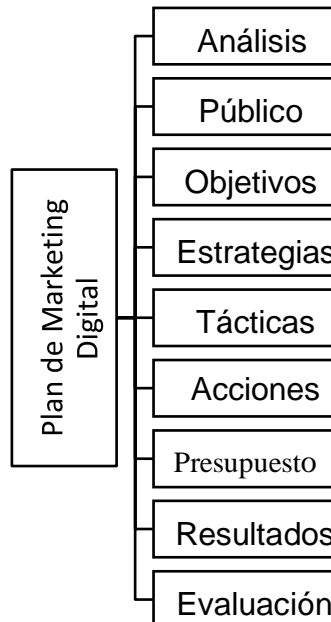 Plan de Marketing
Digital
Análisis
Público
Objetivos
Estrategias
Tácticas
Acciones
Presupuesto
Resultados
Evaluación